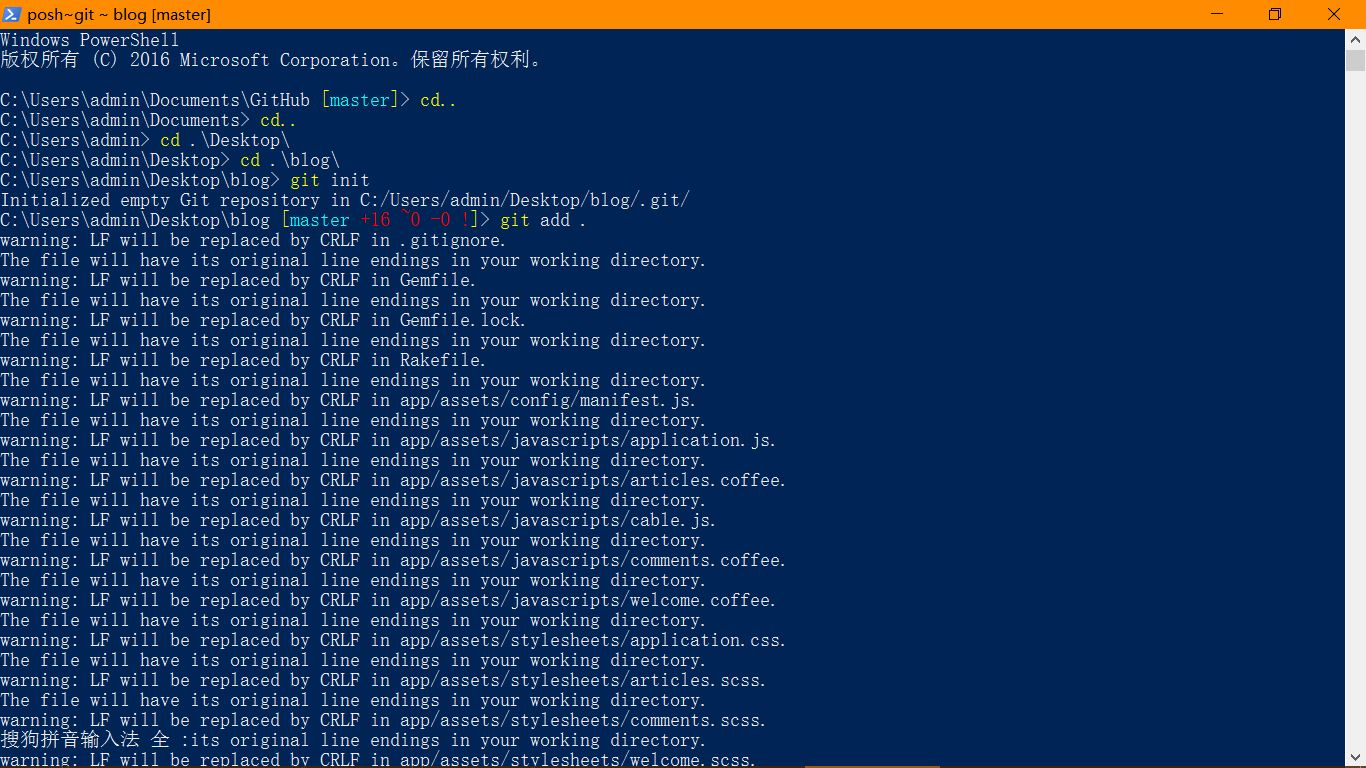 posh~git ~ blog [master]
Windows PowerShell
版权所有 (C) 2016 Microsoft Corporation。保留所有权利。
C:\Users\admin\Documents\GitHub [master]> cd..
C:\Users\admin\Documents> cd..
C:\Users\admin> cd .\Desktop\
C:\Users\admin\Desktop> cd .\blog\
C:\Users\admin\Desktop\blog> git init
Initialized empty Git repository in C:/Users/admin/Desktop/blog/.git/
C:\Users\admin\Desktop\blog [master +16 ~0 -0 !]> git add .
warning: LF will be replaced by CRLF in .gitignore.
The file will have its original line endings in your working directory.
warning: LF will be replaced by CRLF in Gemfile.
The file will have its original line endings in your working directory.
warning: LF will be replaced by CRLF in Gemfile.lock.
The file will have its original line endings in your working directory.
warning: LF will be replaced by CRLF in Rakefile.
The file will have its original line endings in your working directory.
warning: LF will be replaced by CRLF in app/assets/config/manifest.js.
The file will have its original line endings in your working directory.
warning: LF will be replaced by CRLF in app/assets/javascripts/application.js.
The file will have its original line endings in your working directory.
warning: LF will be replaced by CRLF in app/assets/javascripts/articles.coffee.
The file will have its original line endings in your working directory.
warning: LF will be replaced by CRLF in app/assets/javascripts/cable.js.
The file will have its original line endings in your working directory.
warning: LF will be replaced by CRLF in app/assets/javascripts/comments.coffee.
The file will have its original line endings in your working directory.
warning: LF will be replaced by CRLF in app/assets/javascripts/welcome.coffee.
The file will have its original line endings in your working directory.
warning: LF will be replaced by CRLF in app/assets/stylesheets/application.css.
The file will have its original line endings in your working directory.
warning: LF will be replaced by CRLF in app/assets/stylesheets/articles.scss.
The file will have its original line endings in your working directory.
warning: LF will be replaced by CRLF in app/assets/stylesheets/comments.scss.
搜狗拼音输入法 全 :its original line endings in your working directory.
warning: LF will be replaced by CRLF in app/assets/stylesheets/welcome.scss.